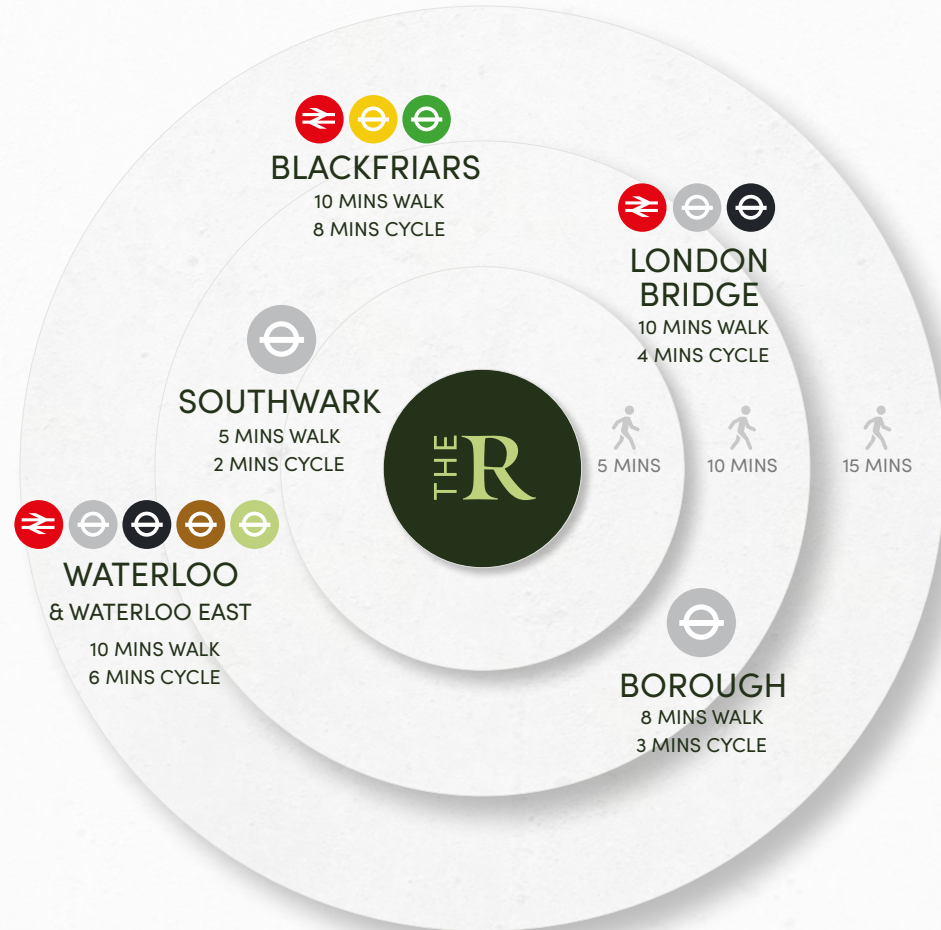 BLACKFRIARS
10 MINS WALK
8 MINS CYCLE
LONDON
BRIDGE
10 MINS WALK
4 MINS CYCLE
SOUTHWARK
5 MINS WALK
2 MINS CYCLE
THE R
5 MINS
10 MINS
15 MINS
WATERLOO
& WATERLOO EAST
10 MINS WALK
6 MINS CYCLE
BOROUGH
8 MINS WALK
3 MINS CYCLE